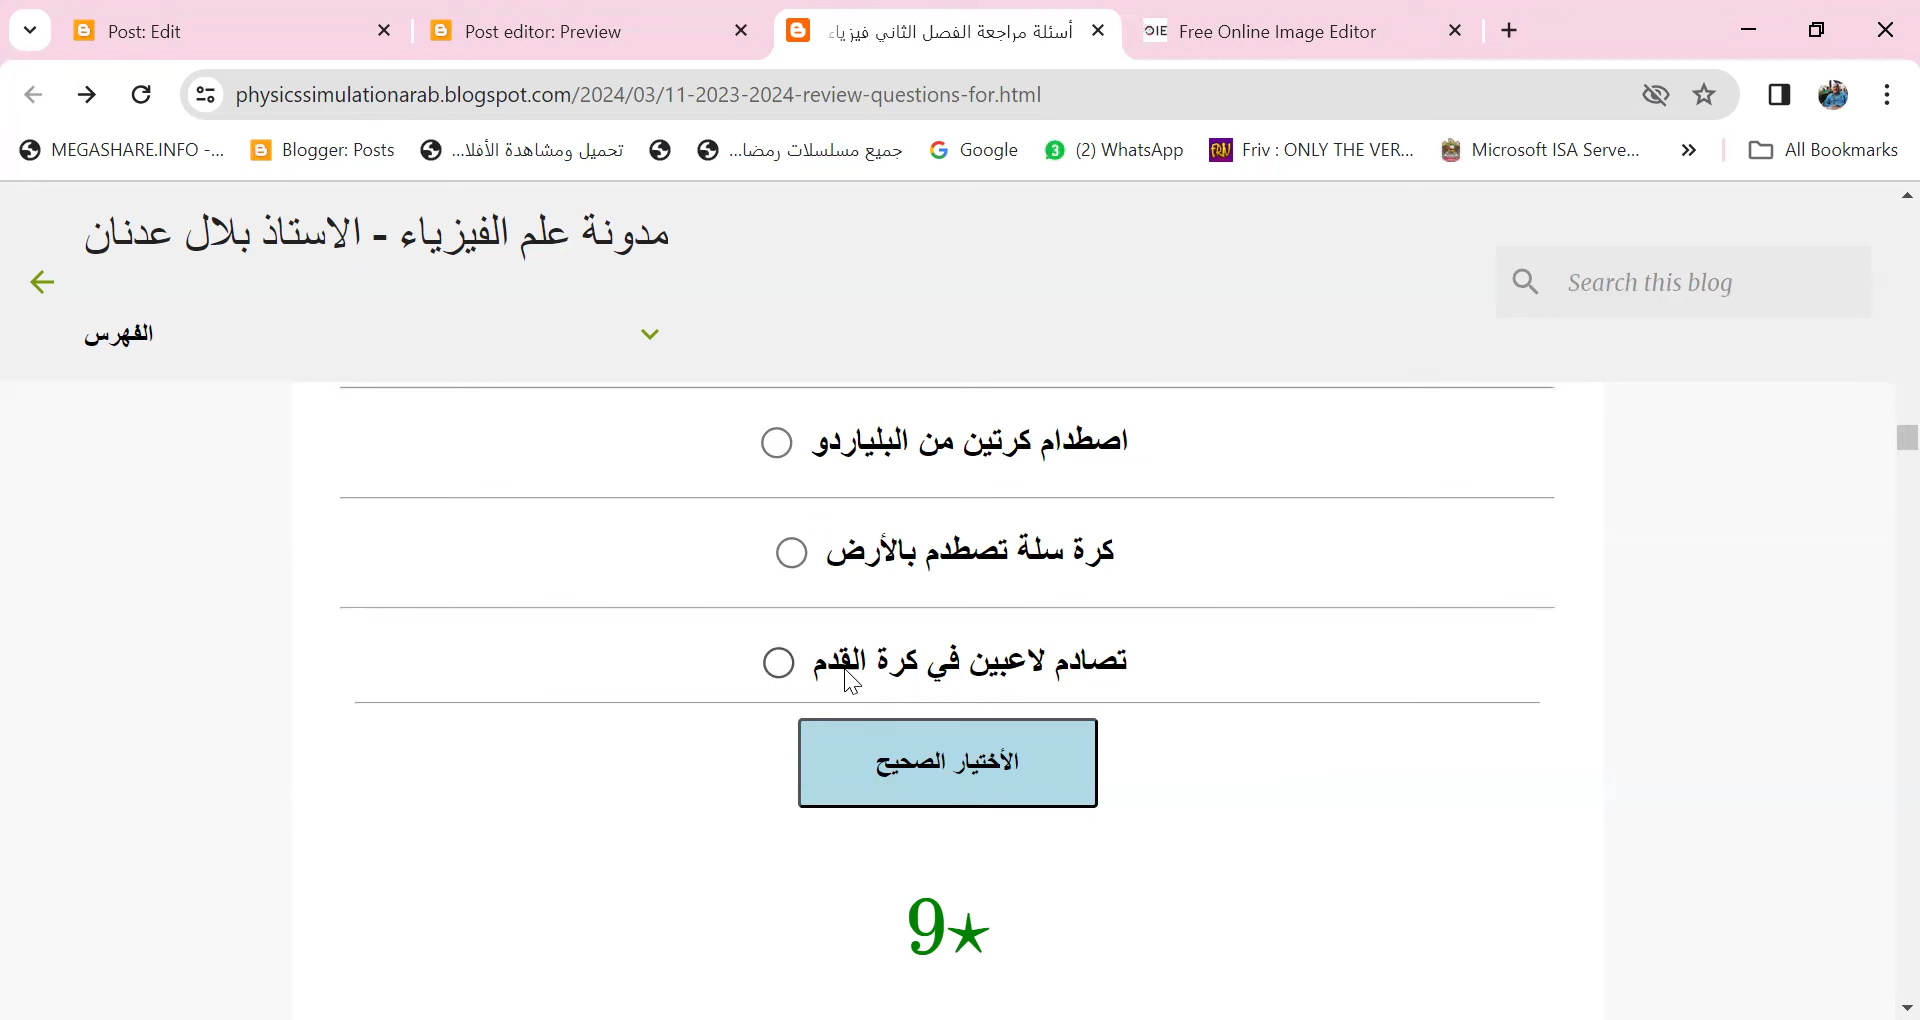 Post: Edit
Post editor: Preview
أسئلة مراجعة الفصل الثاني فيزياء
OIE Free Online Image Editor
physicssimulationarab.blogspot.com/2024/03/11-2023-2024-review-questions-for.html
MEGASHARE.INFO -...
Blogger: Posts
تحميل ومشاهدة الأفلا...
جميع مسلسلات رمضا...
Google
3 (2) WhatsApp
Friv : ONLY THE VER...
Microsoft ISA Serve...
»
All Bookmarks
مدونة علم الفيزياء - الاستاذ بلال عدنان
Search this blog
الفهرس
اصطدام كرتين من البلياردو
كرة سلة تصطدم بالأرض
تصادم لاعبين في كرة القدم
الأختيار الصحيح
9★